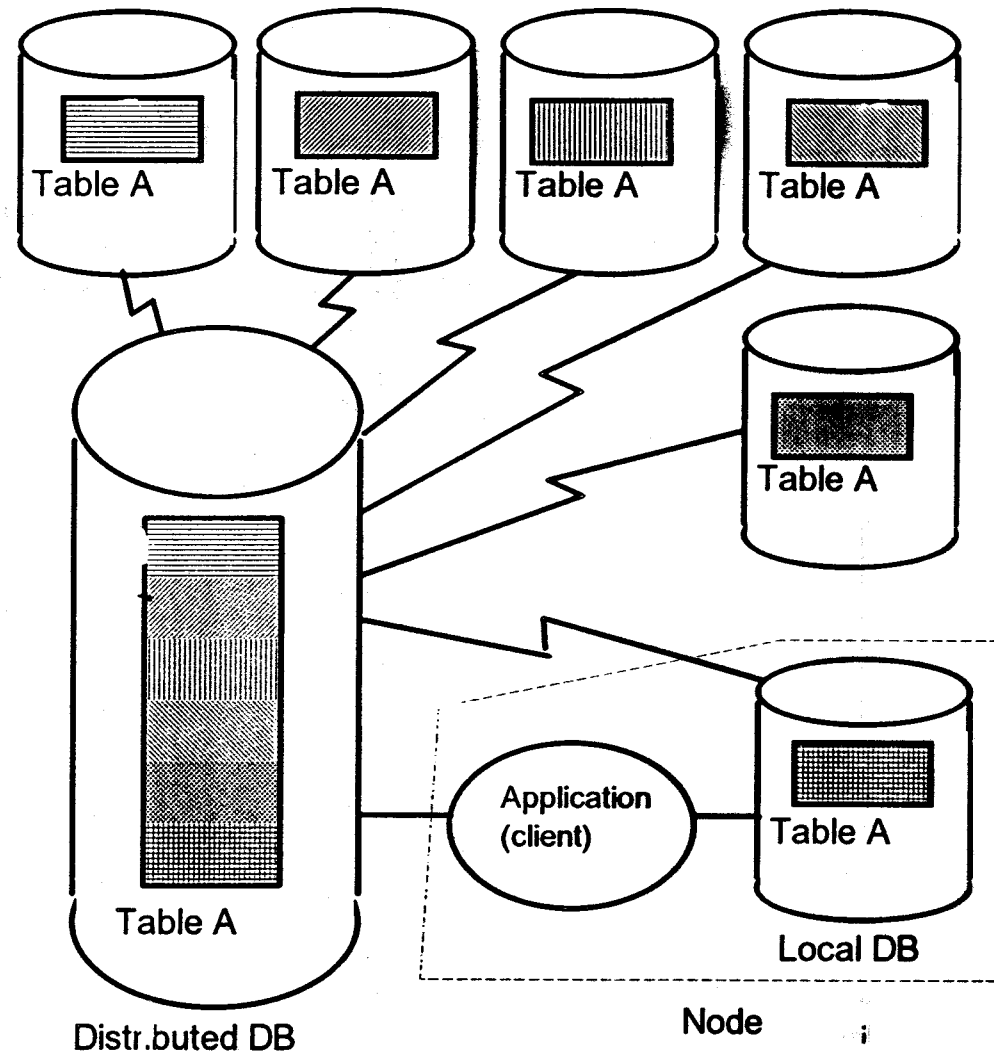 Table A
Table A
Table A
Table A
Table A
Application
(client)
Table A
Table A
Local DB
Node i
Distr.buted DB